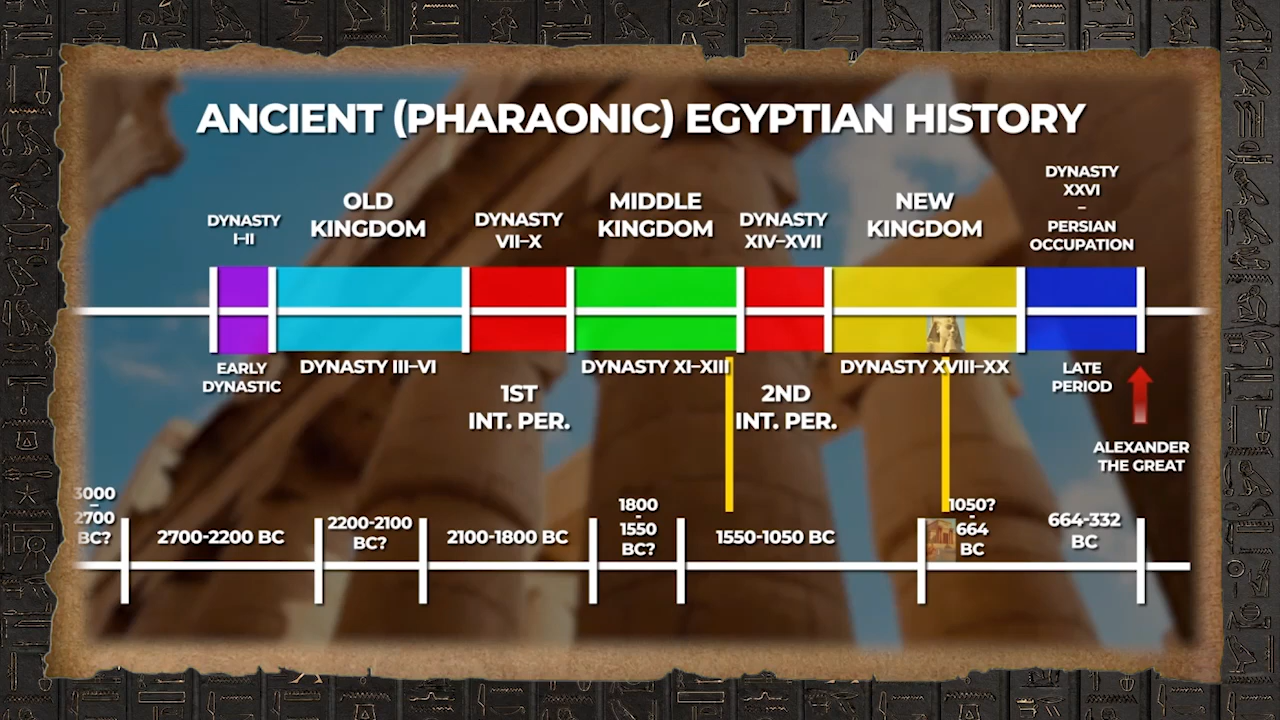 ANCIENT (PHARAONIC) EGYPTIAN HISTORY
DYNASTY
I–II
OLD
KINGDOM
DYNASTY
VII–X
MIDDLE
KINGDOM
DYNASTY
XIV–XVII
NEW
KINGDOM
DYNASTY
XXVI
–
PERSIAN
OCCUPATION
EARLY
DYNASTIC
DYNASTY III–VI
1ST
INT. PER.
DYNASTY XI–XIII
2ND
INT. PER.
DYNASTY XVIII–XX
LATE
PERIOD
ALEXANDER
THE GREAT
3000
–
2700
BC?
2700-2200 BC
2200-2100
BC?
2100-1800 BC
1800
-
1550
BC?
1550-1050 BC
1050?
-
664
BC
664-332
BC